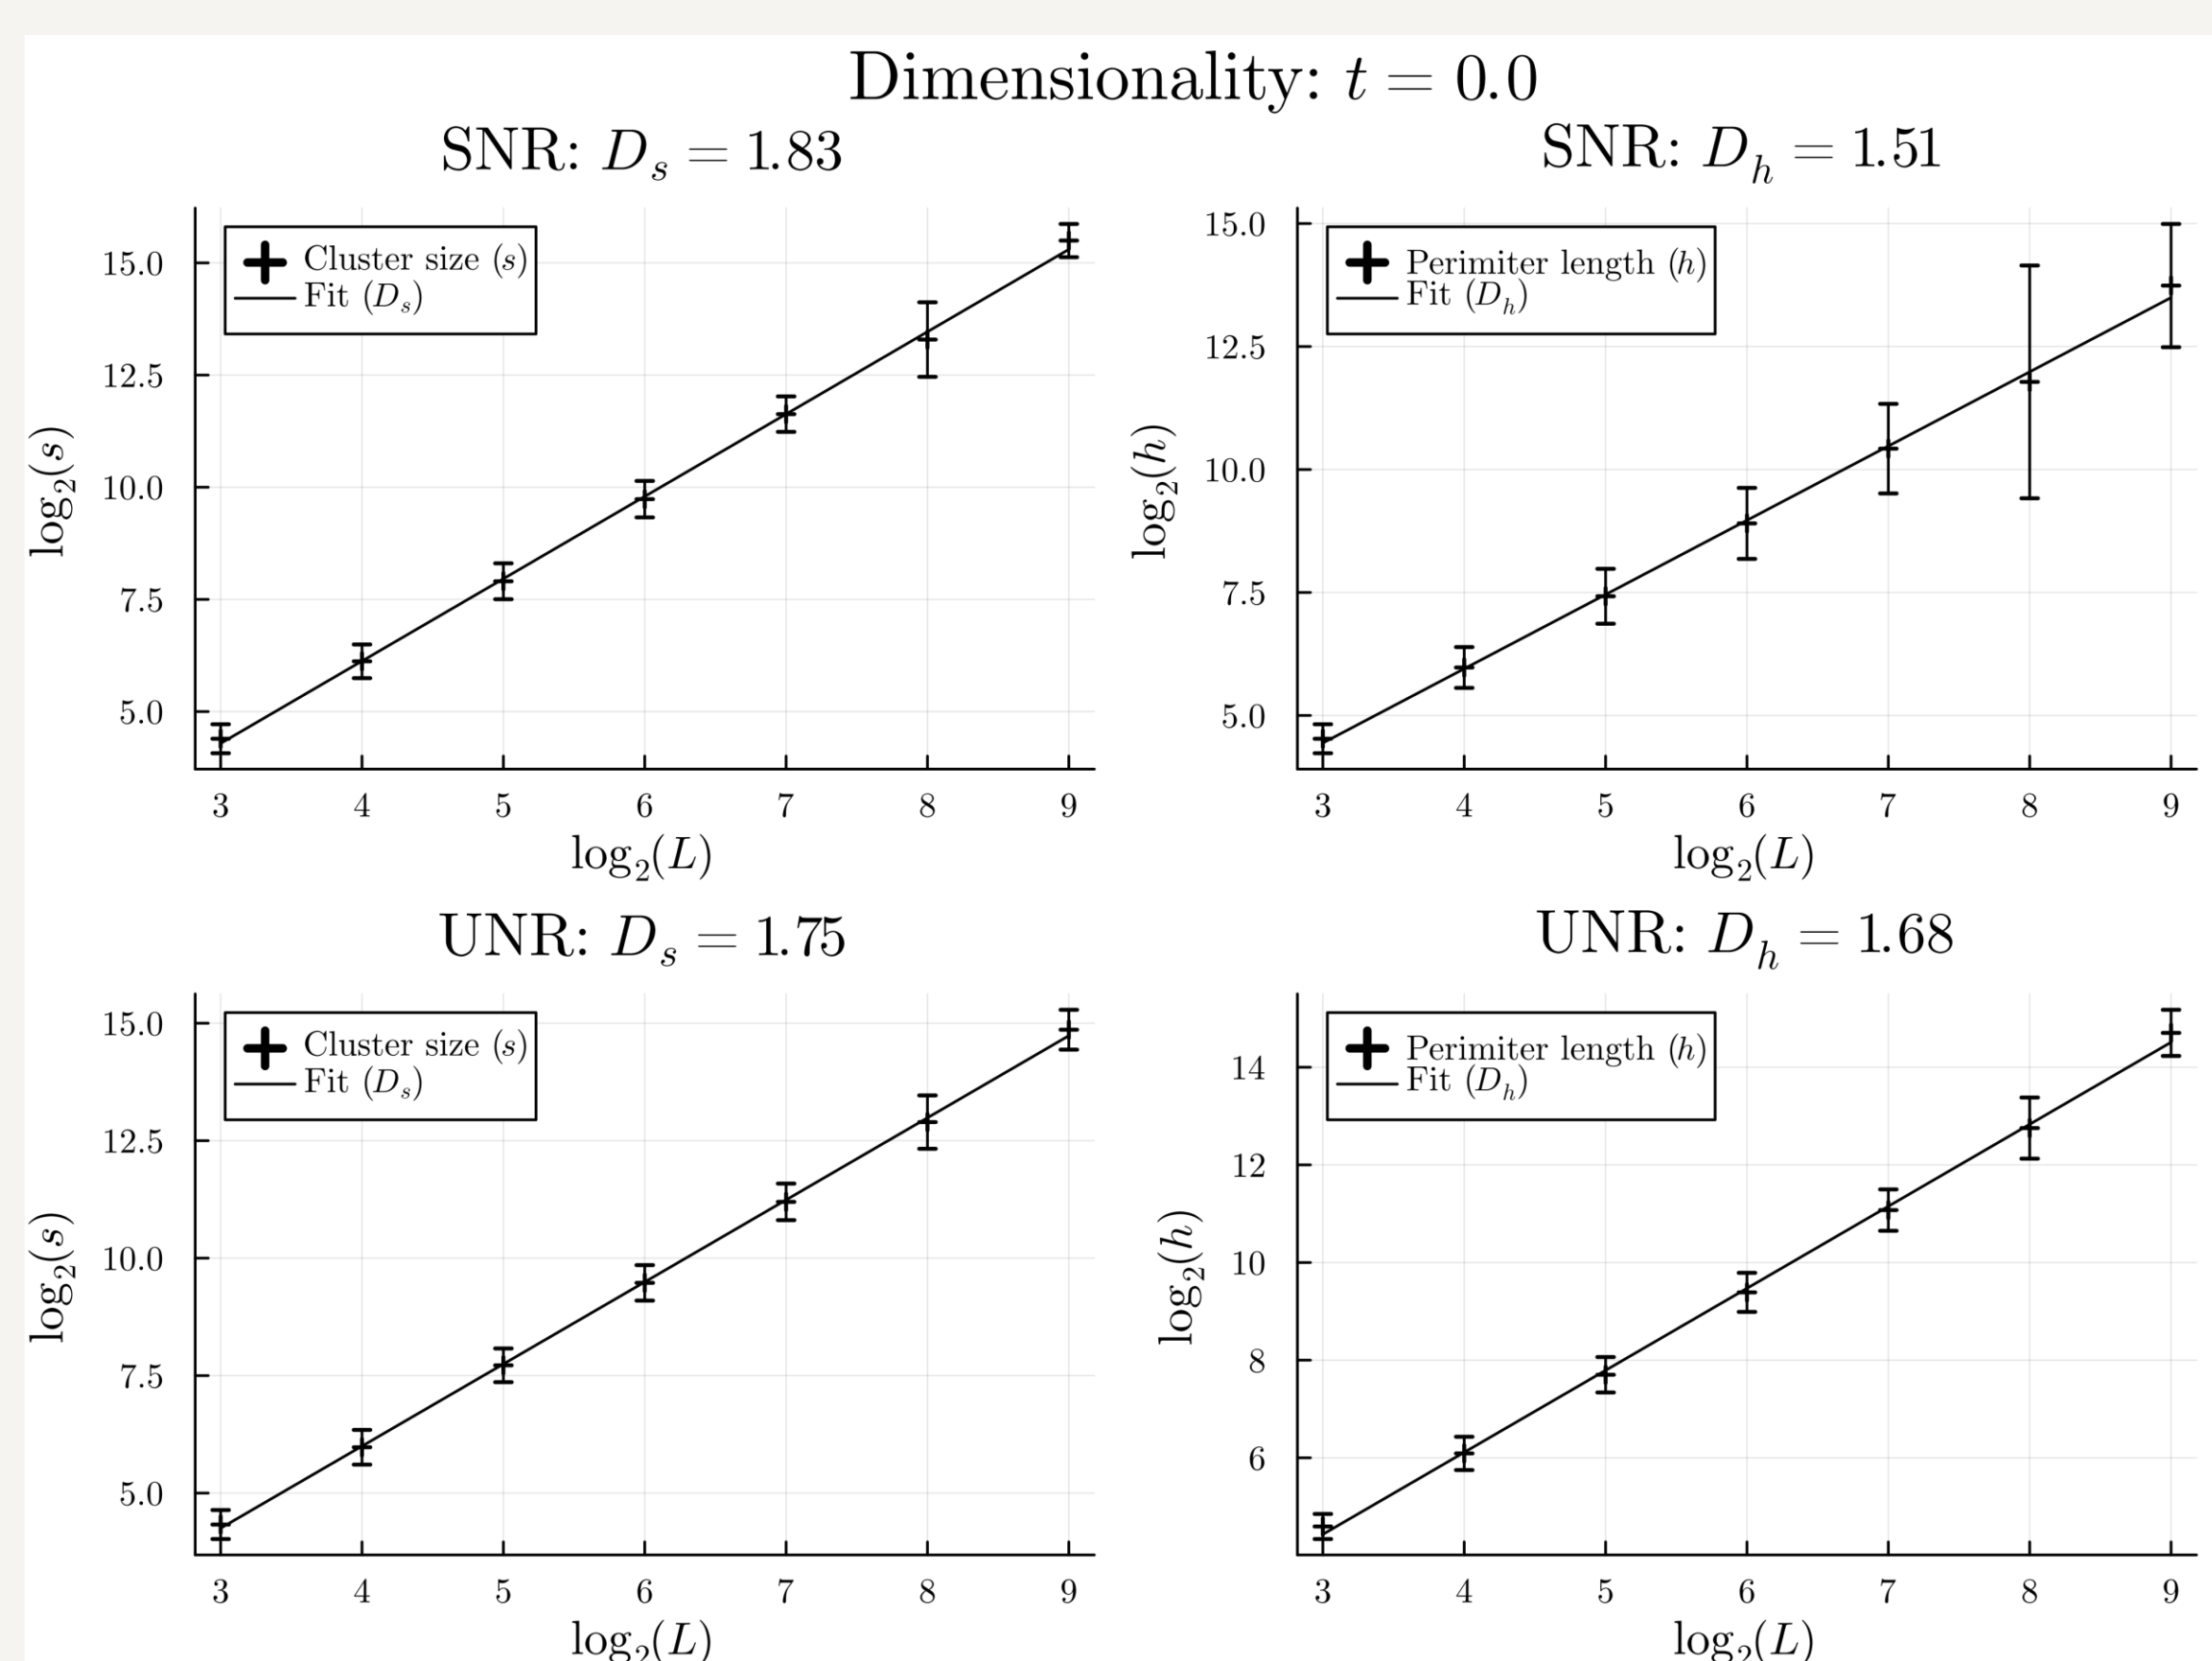 Dimensionality: t = 0.0
SNR: D_s = 1.83
Cluster size (s)
Fit (D_s)
15.0
12.5
10.0
7.5
5.0
log_2(s)
3 4 5 6 7 8 9
log_2(L)
SNR: D_h = 1.51
Perimiter length (h)
Fit (D_h)
15.0
12.5
10.0
7.5
5.0
log_2(h)
3 4 5 6 7 8 9
log_2(L)
UNR: D_s = 1.75
Cluster size (s)
Fit (D_s)
15.0
12.5
10.0
7.5
5.0
log_2(s)
3 4 5 6 7 8 9
log_2(L)
UNR: D_h = 1.68
Perimiter length (h)
Fit (D_h)
14
12
10
8
6
log_2(h)
3 4 5 6 7 8 9
log_2(L)